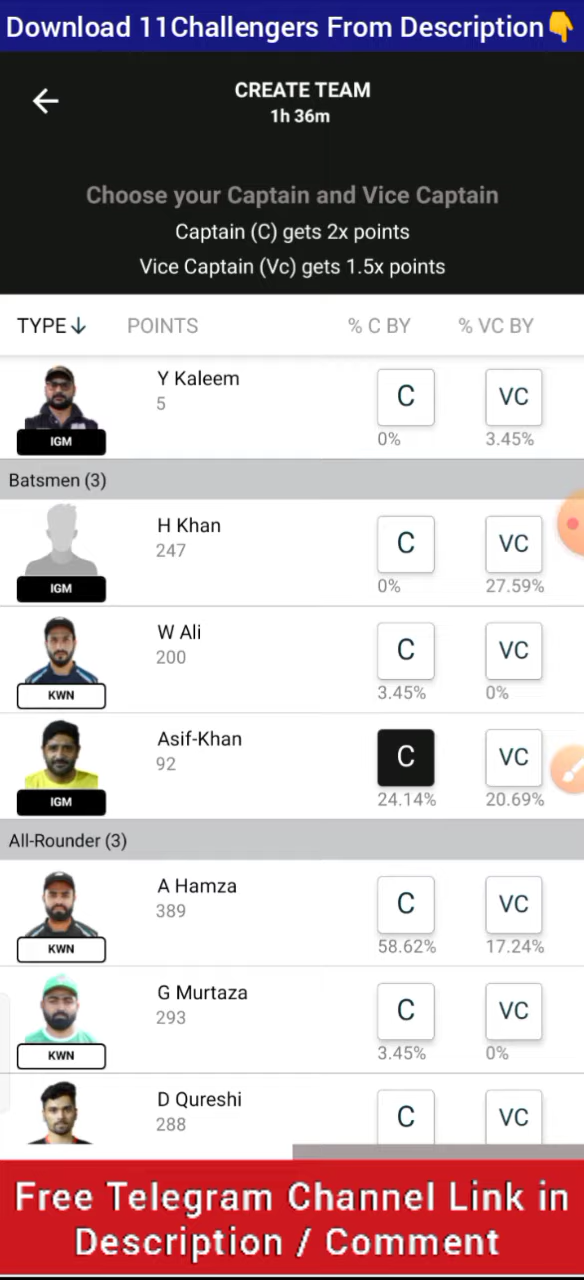 Download 11Challengers From Description👇
CREATE TEAM
1h 36m
Choose your Captain and Vice Captain
Captain (C) gets 2x points
Vice Captain (Vc) gets 1.5x points
TYPE↓ POINTS % C BY % VC BY
Y Kaleem
5
C VC
IGM
0% 3.45%
Batsmen (3)
H Khan
247
C VC
IGM
0% 27.59%
W Ali
200
C VC
KWN
3.45% 0%
Asif-Khan
92
C VC
IGM
24.14% 20.69%
All-Rounder (3)
A Hamza
389
C VC
KWN
58.62% 17.24%
G Murtaza
293
C VC
KWN
3.45% 0%
D Qureshi
288
C VC
Free Telegram Channel Link in
Description / Comment